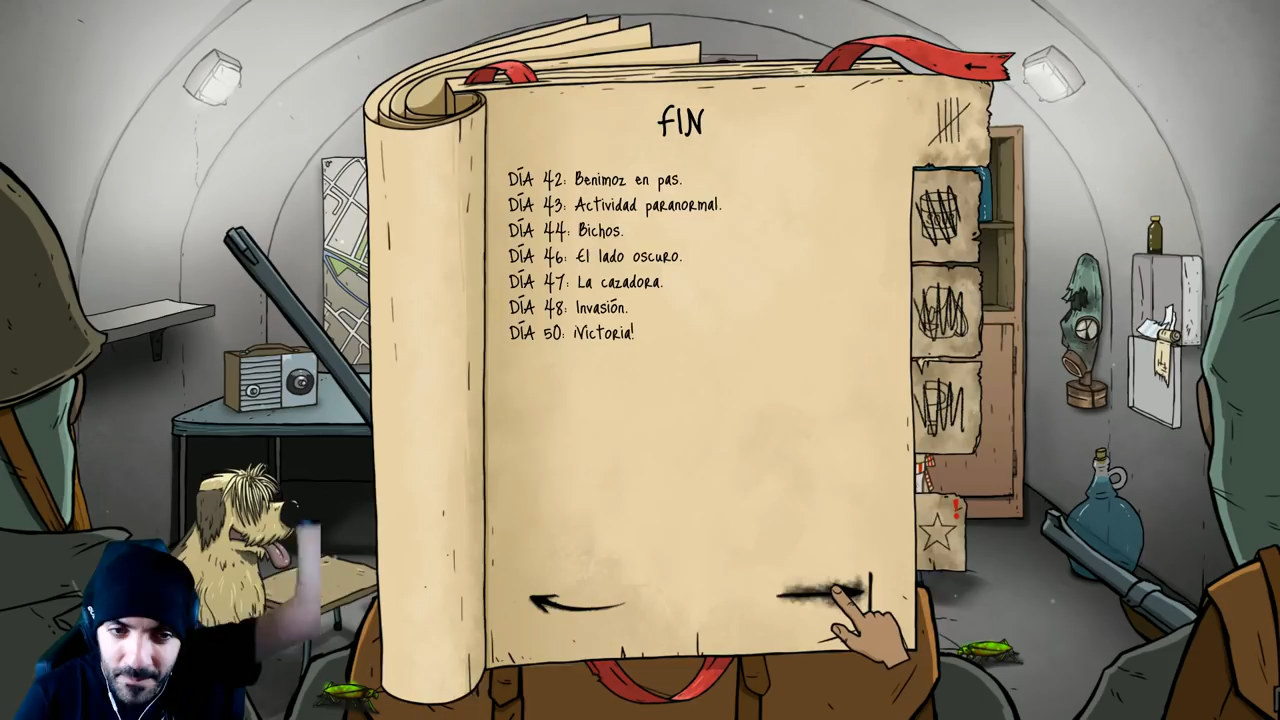 FIN
DÍA 42: Benimoz en pas.
DÍA 43: Actividad paranormal.
DÍA 44: Bichos.
DÍA 46: El lado oscuro.
DÍA 47: La cazadora.
DÍA 48: Invasión.
DÍA 50: ¡Victoria!